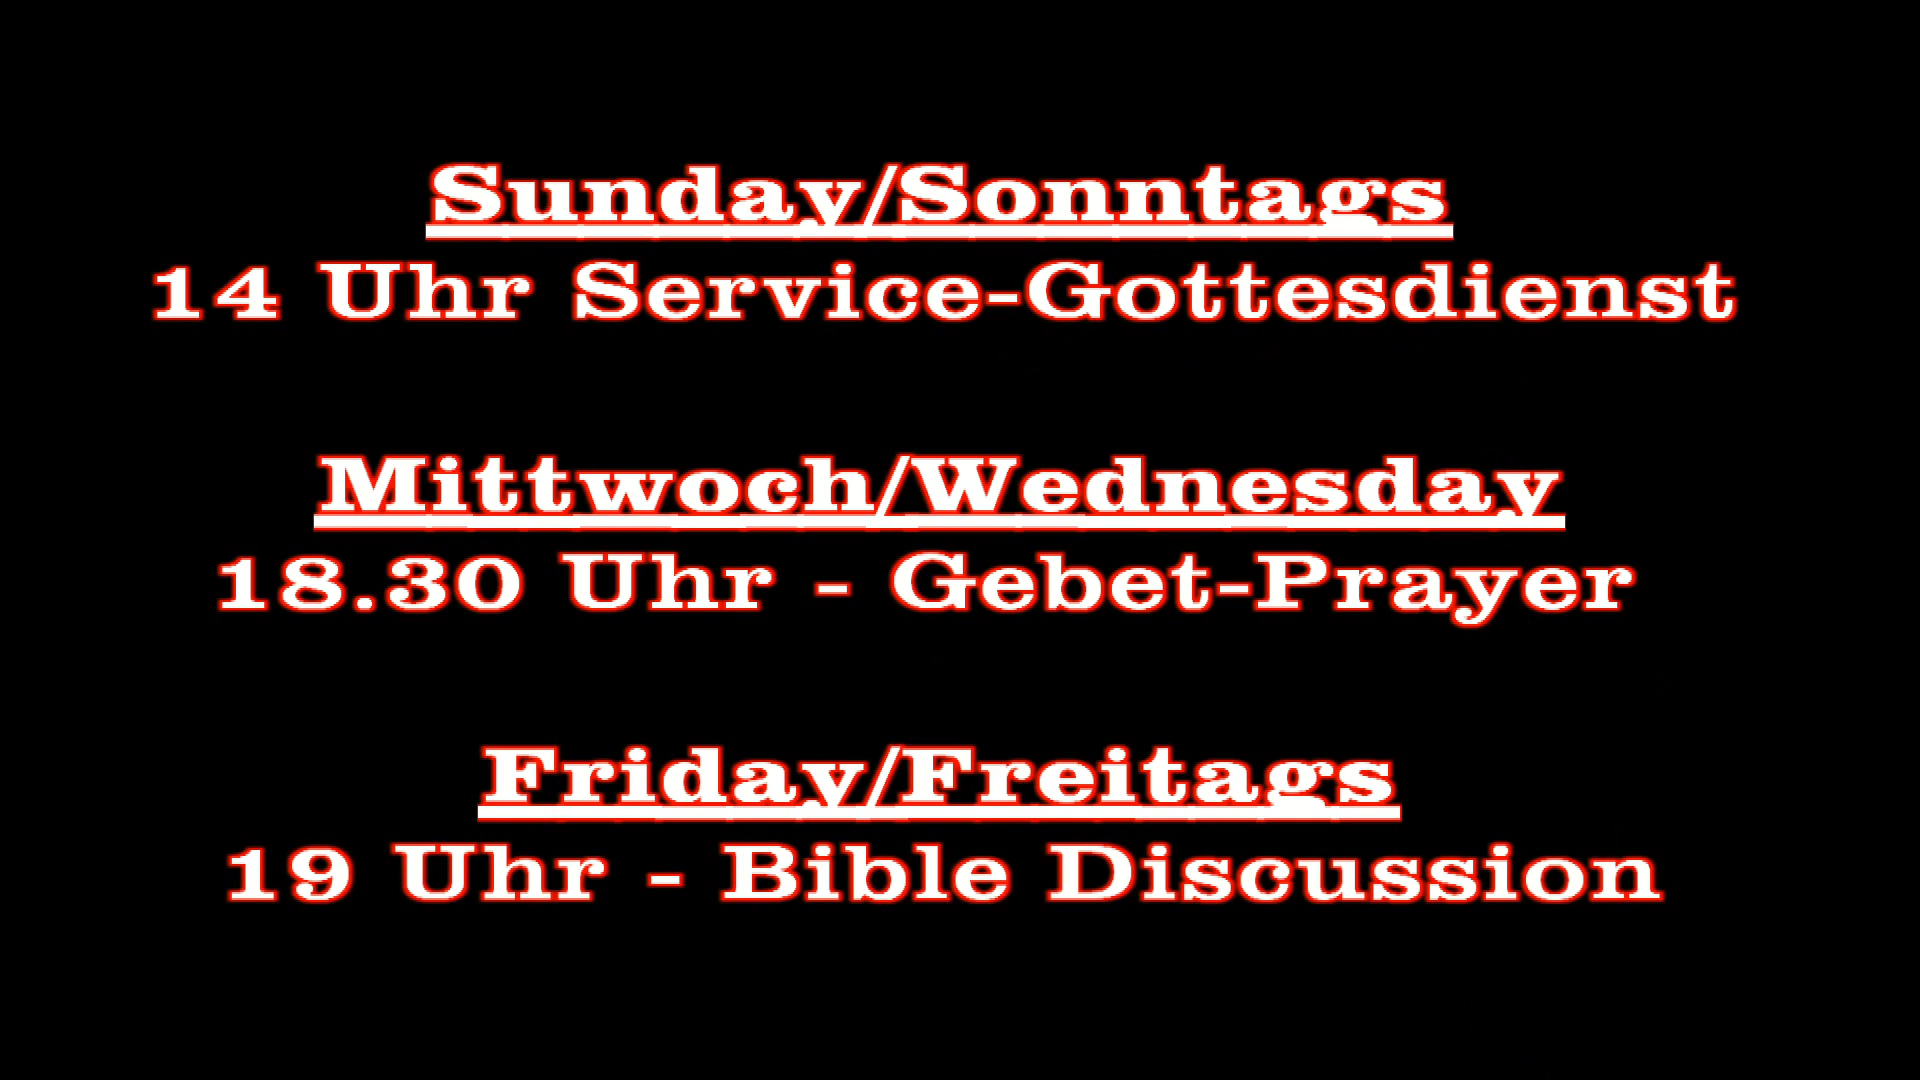 Sunday/Sonntags
14 Uhr Service-Gottesdienst
Mittwoch/Wednesday
18.30 Uhr - Gebet-Prayer
Friday/Freitags
19 Uhr - Bible Discussion